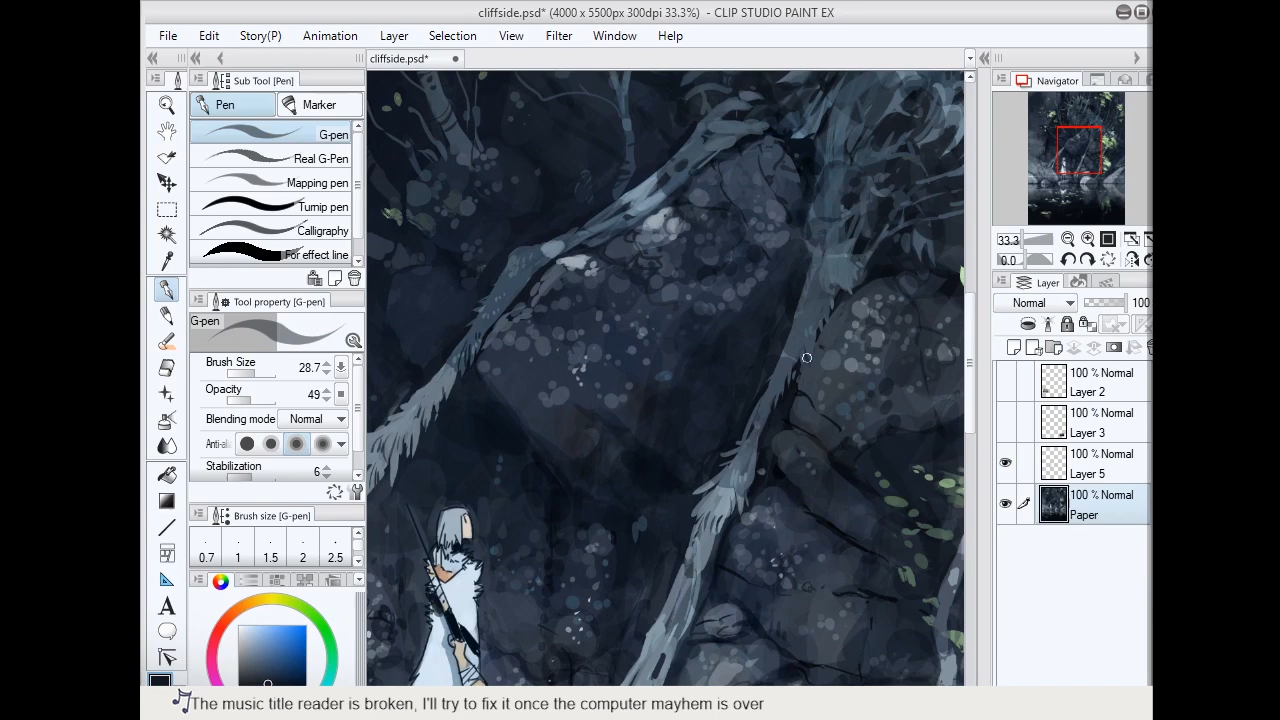 cliffside.psd* (4000 x 5500px 300dpi 33.3%) - CLIP STUDIO PAINT EX
File Edit Story(P) Animation Layer Selection View Filter Window Help
cliffside.psd*
Sub Tool [Pen]
Navigator
Pen
Marker
G-pen
Real G-Pen
Mapping pen
Turnip pen
Calligraphy
For effect line
33.3
0.0
Tool property [G-pen]
Layer
G-pen
Normal
100
Brush Size 28.7
Opacity 49
Blending mode Normal
Anti-
Stabilization 6
100 % Normal
Layer 2
100 % Normal
Layer 3
100 % Normal
Layer 5
100 % Normal
Paper
Brush size [G-pen]
0.7 1 1.5 2 2.5
A
The music title reader is broken, I'll try to fix it once the computer mayhem is over